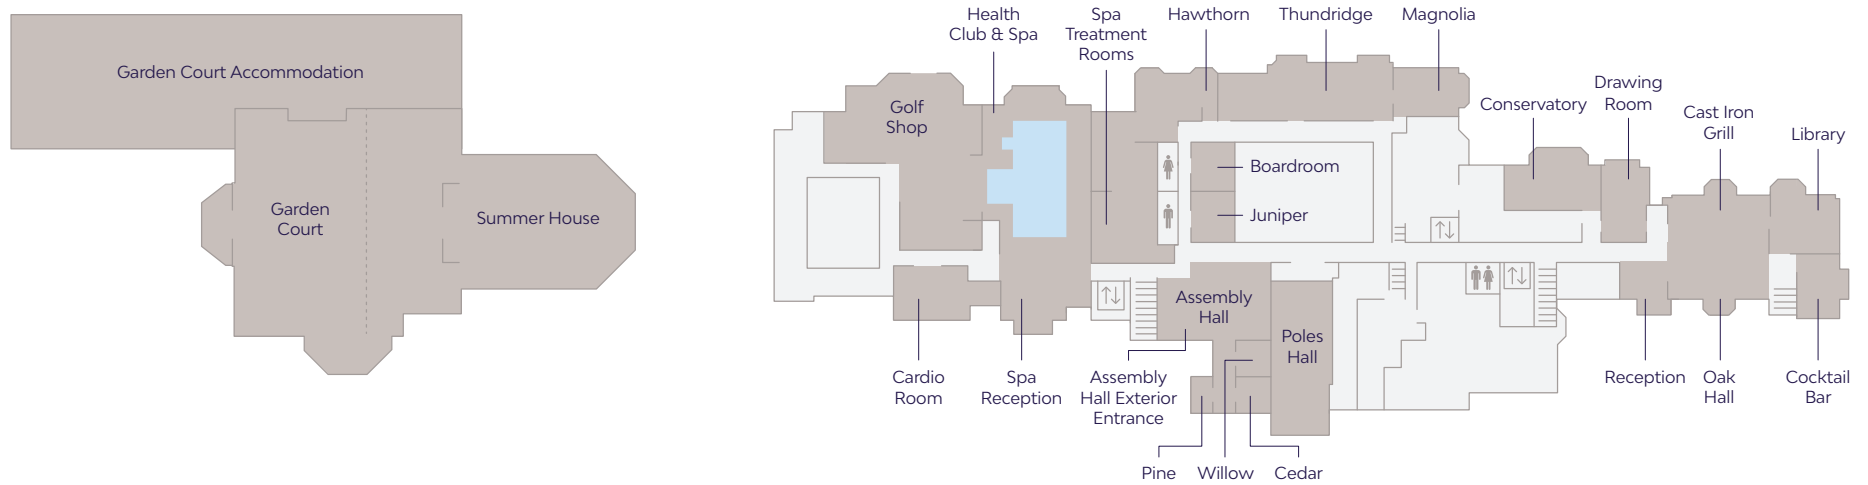 Garden Court Accommodation
Garden
Court
Summer House
Health
Club & Spa
Spa
Treatment
Rooms
Hawthorn
Thundridge
Magnolia
Golf
Shop
Conservatory
Drawing
Room
Cast Iron
Grill
Library
Boardroom
Juniper
Assembly
Hall
Poles
Hall
Cardio
Room
Spa
Reception
Assembly
Hall Exterior
Entrance
Reception
Oak
Hall
Cocktail
Bar
Pine
Willow
Cedar